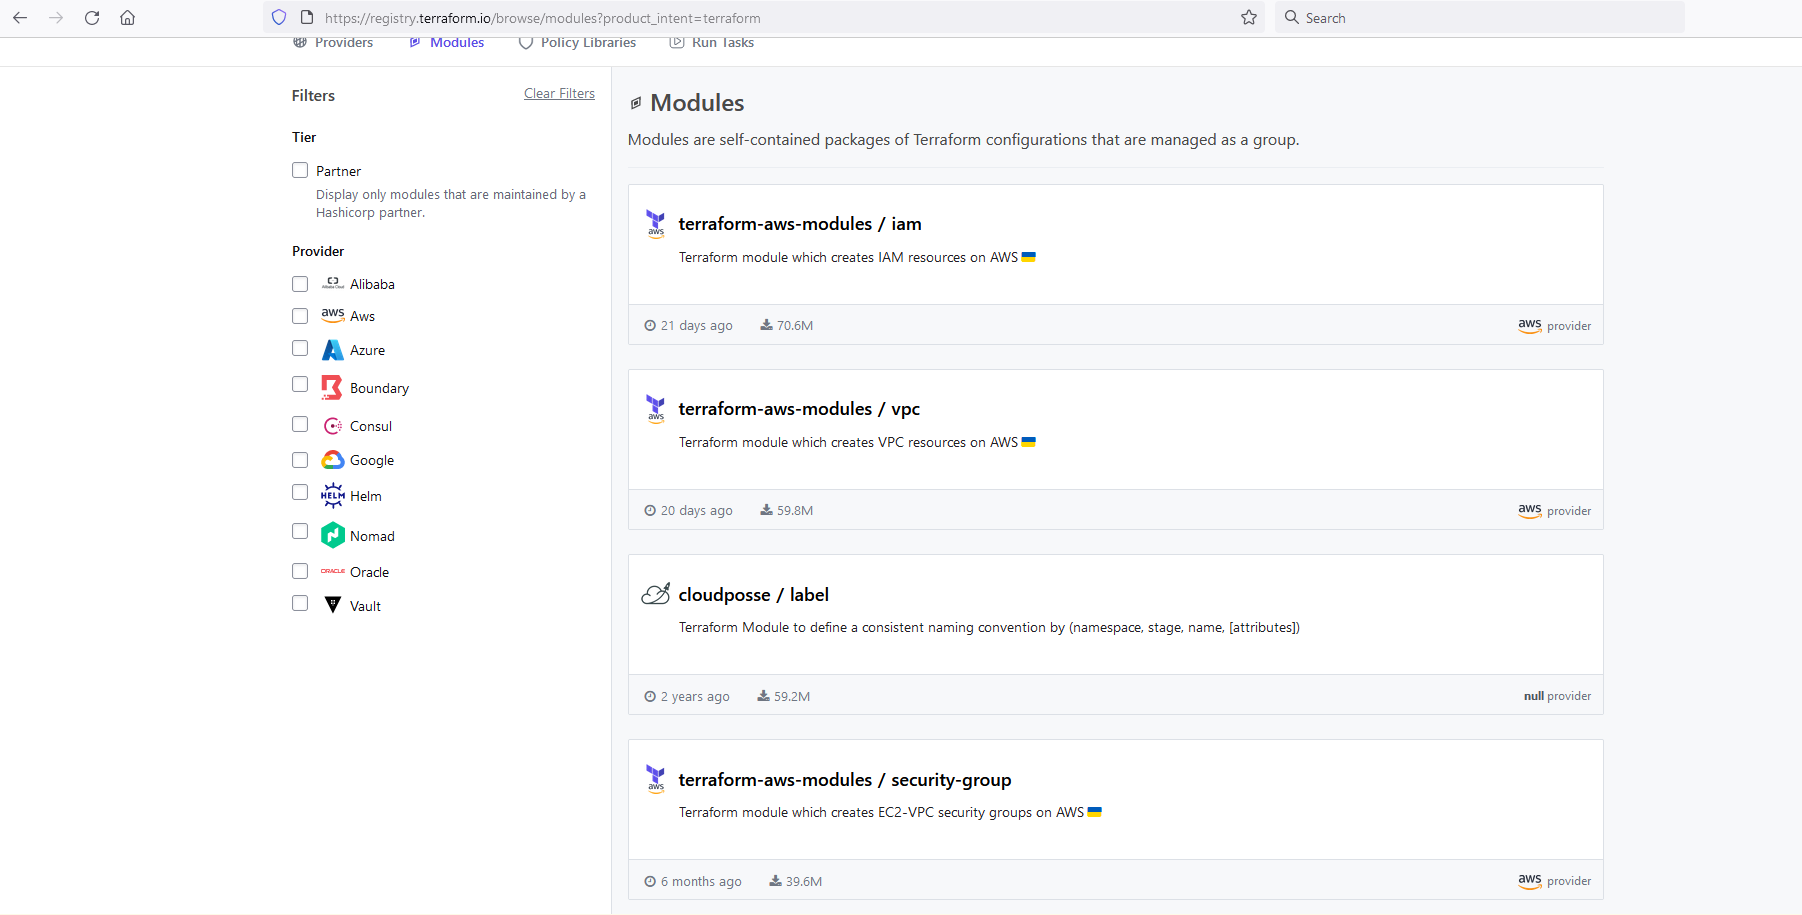 https://registry.terraform.io/browse/modules?product_intent=terraform
Search
Providers
Modules
Policy Libraries
Run Tasks
Filters
Clear Filters
Tier
Partner
Display only modules that are maintained by a
Hashicorp partner.
Provider
Alibaba
aws Aws
Azure
Boundary
Consul
Google
HELM Helm
Nomad
ORACLE Oracle
Vault
Modules
Modules are self-contained packages of Terraform configurations that are managed as a group.
aws
terraform-aws-modules / iam
Terraform module which creates IAM resources on AWS 🇺🇦
21 days ago
70.6M
aws provider
aws
terraform-aws-modules / vpc
Terraform module which creates VPC resources on AWS 🇺🇦
20 days ago
59.8M
aws provider
cloudposse / label
Terraform Module to define a consistent naming convention by (namespace, stage, name, [attributes])
2 years ago
59.2M
null provider
aws
terraform-aws-modules / security-group
Terraform module which creates EC2-VPC security groups on AWS 🇺🇦
6 months ago
39.6M
aws provider